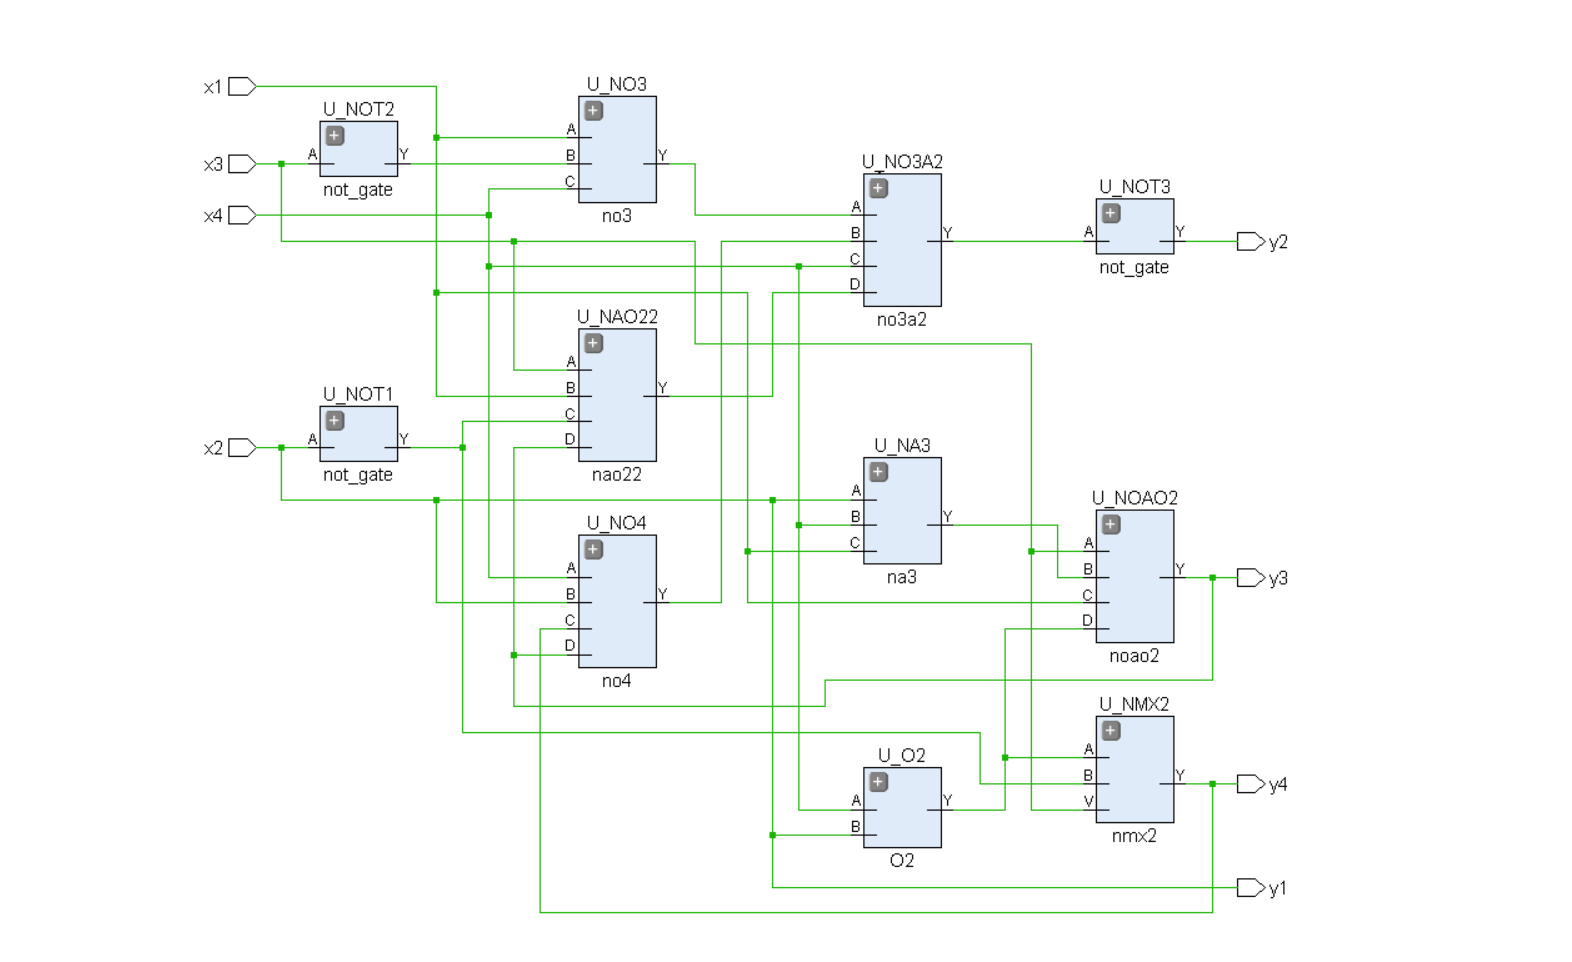 x1
U_NOT2
A
Y
not_gate
x3
x4
U_NO3
A
B
C
Y
no3
U_NO3A2
A
B
C
D
Y
no3a2
U_NOT3
A
Y
not_gate
y2
U_NAO22
A
B
C
D
Y
nao22
U_NOT1
A
Y
not_gate
x2
U_NA3
A
B
C
Y
na3
U_NO4
A
B
C
D
Y
no4
U_NOAO2
A
B
C
D
Y
noao2
y3
U_NMX2
A
B
V
Y
nmx2
y4
U_O2
A
B
Y
O2
y1